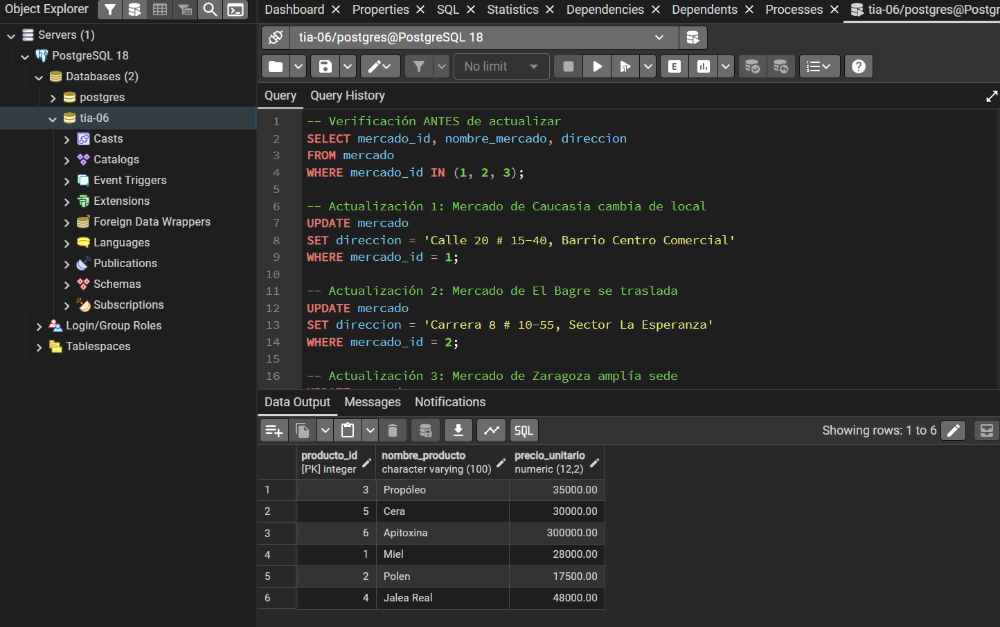 Object Explorer
Dashboard
Properties
SQL
Statistics
Dependencies
Dependents
Processes
tia-06/postgres@Postgr
Servers (1)
PostgreSQL 18
Databases (2)
postgres
tia-06
Casts
Catalogs
Event Triggers
Extensions
Foreign Data Wrappers
Languages
Publications
Schemas
Subscriptions
Login/Group Roles
Tablespaces
tia-06/postgres@PostgreSQL 18
No limit
E
Query
Query History
1 -- Verificación ANTES de actualizar
2 SELECT mercado_id, nombre_mercado, direccion
3 FROM mercado
4 WHERE mercado_id IN (1, 2, 3);
5
6 -- Actualización 1: Mercado de Caucasia cambia de local
7 UPDATE mercado
8 SET direccion = 'Calle 20 # 15-40, Barrio Centro Comercial'
9 WHERE mercado_id = 1;
10
11 -- Actualización 2: Mercado de El Bagre se traslada
12 UPDATE mercado
13 SET direccion = 'Carrera 8 # 10-55, Sector La Esperanza'
14 WHERE mercado_id = 2;
15
16 -- Actualización 3: Mercado de Zaragoza amplía sede
Data Output
Messages
Notifications
SQL
Showing rows: 1 to 6
producto_id nombre_producto precio_unitario
[PK] integer character varying (100) numeric (12,2)
1 3 Propóleo 35000.00
2 5 Cera 30000.00
3 6 Apitoxina 300000.00
4 1 Miel 28000.00
5 2 Polen 17500.00
6 4 Jalea Real 48000.00